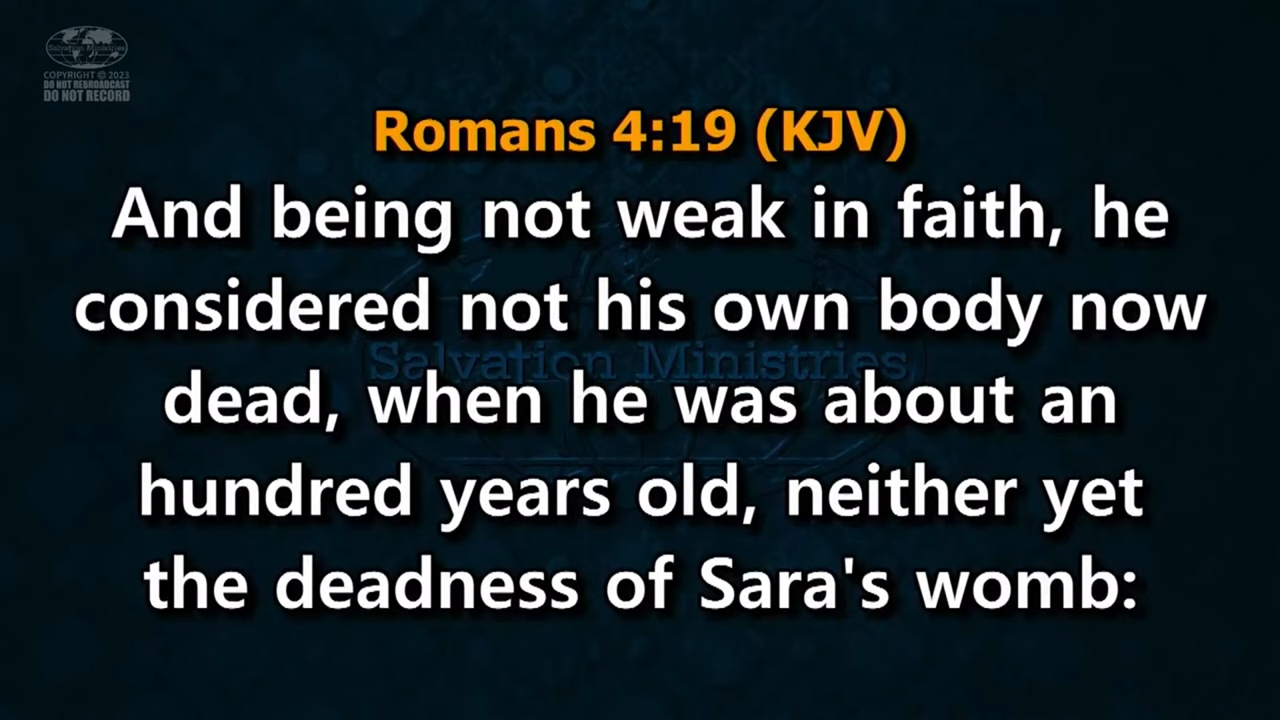 Salvation Ministries
COPYRIGHT © 2023
DO NOT REBROADCAST
DO NOT RECORD
Romans 4:19 (KJV)
And being not weak in faith, he
considered not his own body now
Salvation Ministries
dead, when he was about an
hundred years old, neither yet
the deadness of Sara's womb: